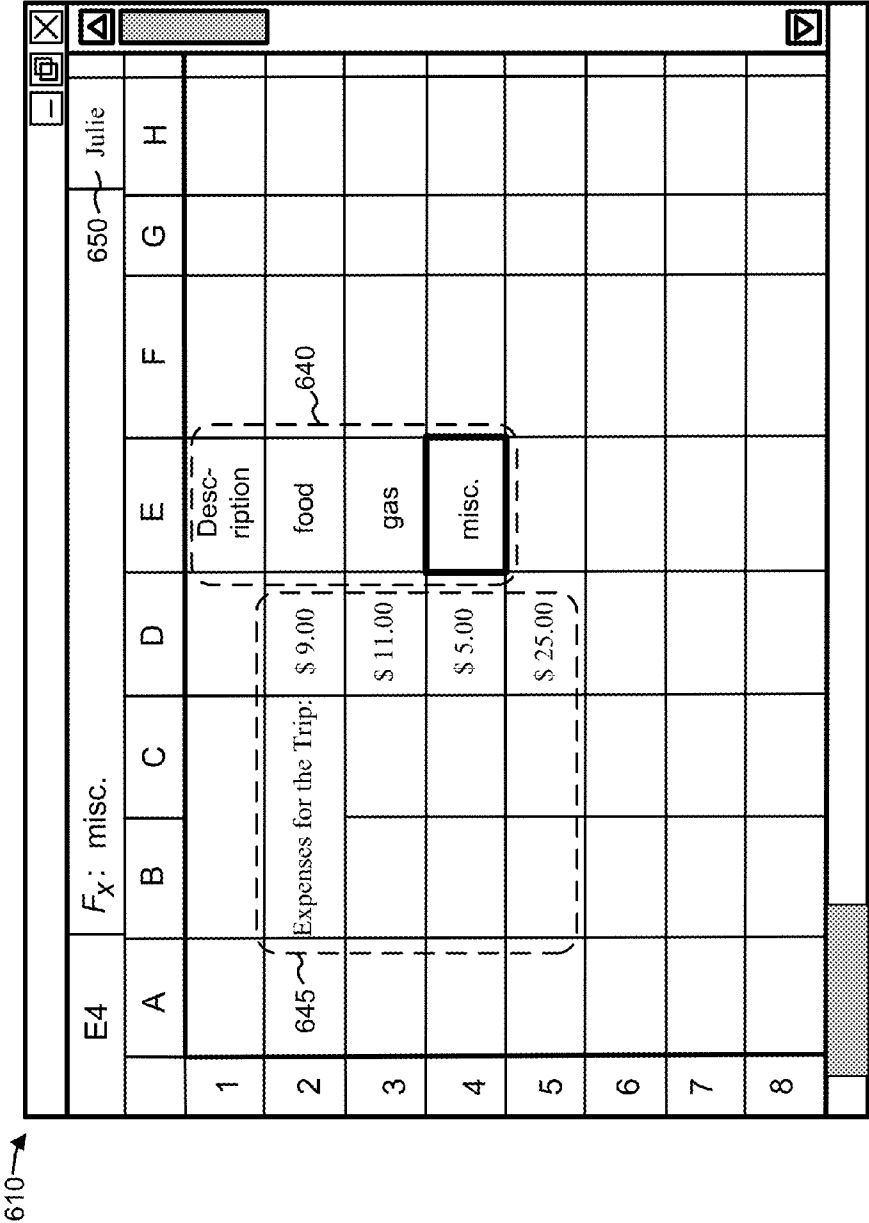 610
E4 Fx: misc. 650 Julie
A B C D E F G H
1 Desc-
ription
2 645 Expenses for the Trip: $ 9.00 food 640
3 $ 11.00 gas
4 $ 5.00 misc.
5 $ 25.00
6
7
8